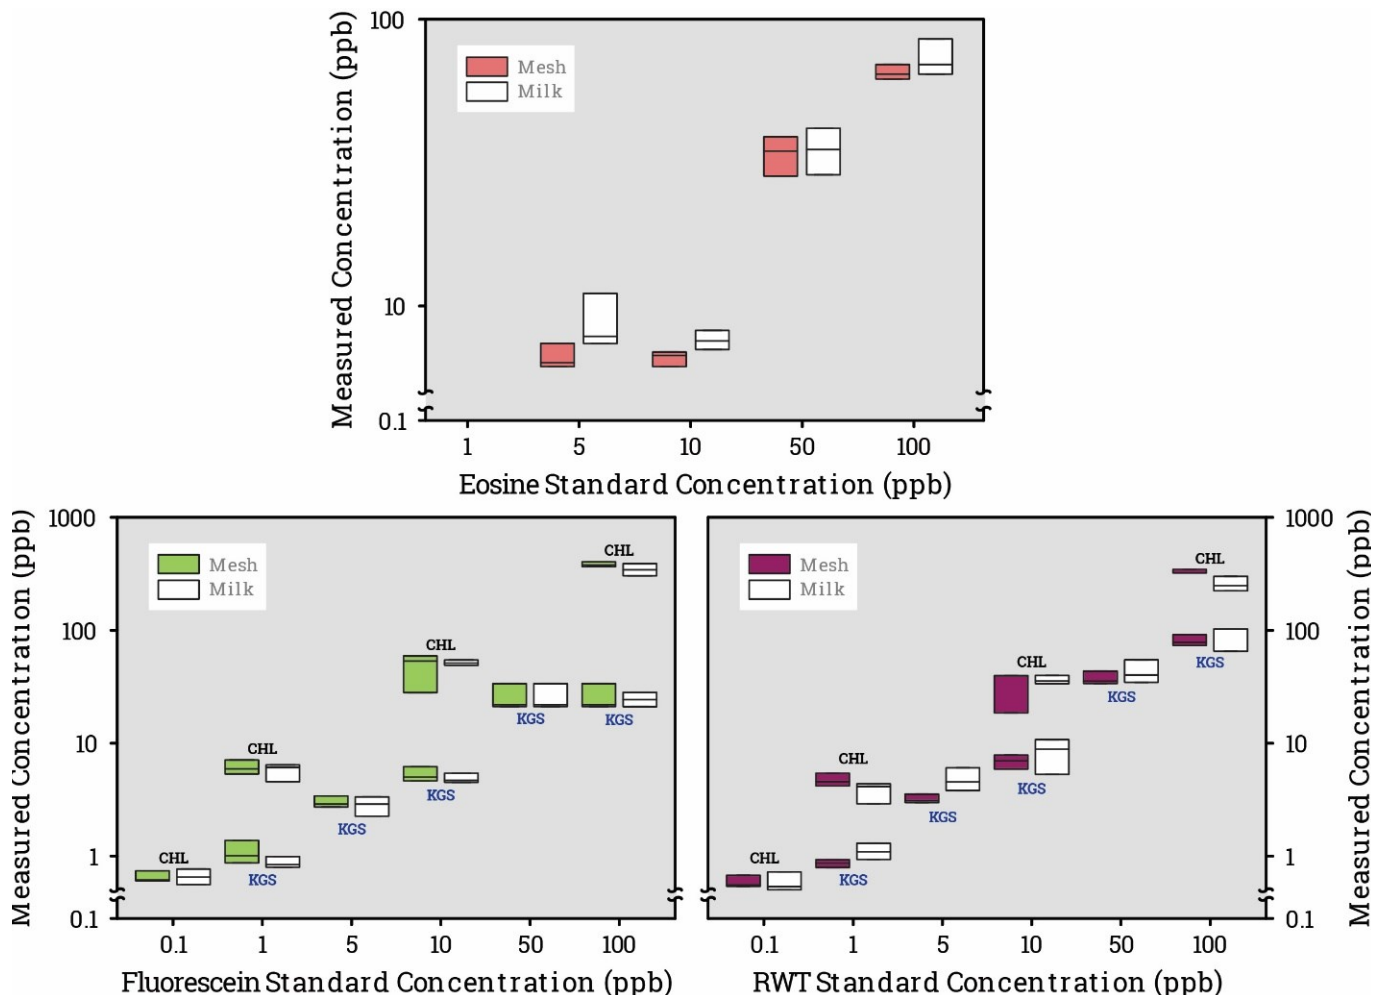 Measured Concentration (ppb)
100
10
0.1
Mesh
Milk
1
5
10
50
100
Eosine Standard Concentration (ppb)
Measured Concentration (ppb)
1000
100
10
1
0.1
Mesh
Milk
CHL
CHL
CHL
KGS
KGS
KGS
CHL
KGS
CHL
KGS
0.1
1
5
10
50
100
Fluorescein Standard Concentration (ppb)
Mesh
Milk
CHL
CHL
KGS
CHL
KGS
KGS
CHL
KGS
CHL
KGS
0.1
1
5
10
50
100
RWT Standard Concentration (ppb)
1000
100
10
1
0.1
Measured Concentration (ppb)